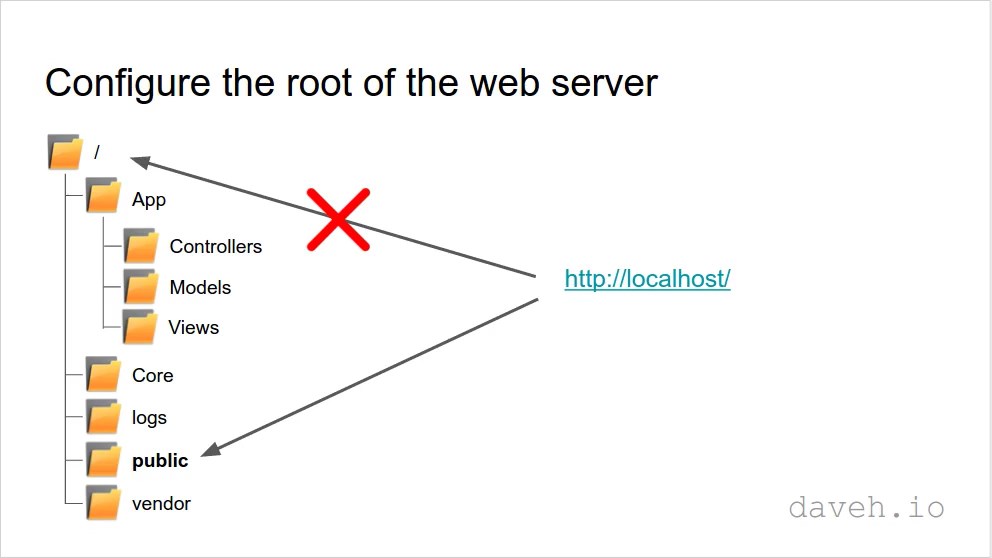 Configure the root of the web server
/
App
Controllers
Models
Views
Core
logs
public
vendor
http://localhost/
daveh.io